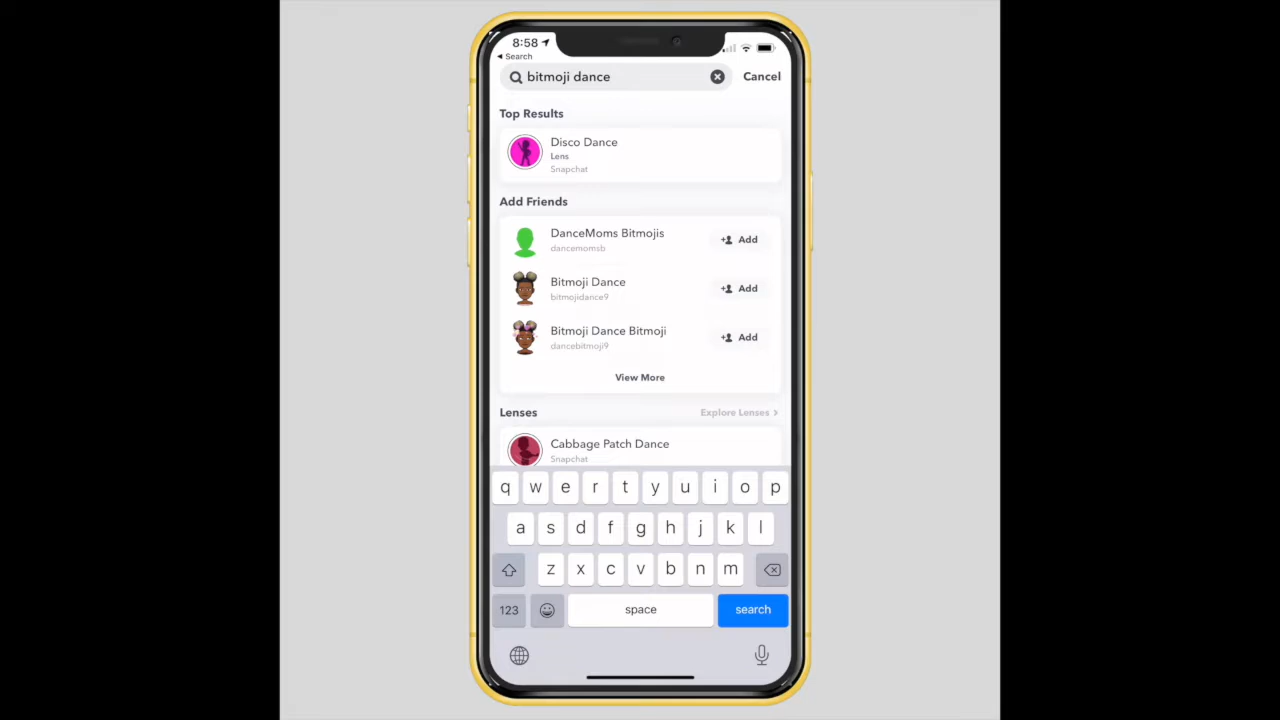 8:58
Search
bitmoji dance
Cancel
Top Results
Disco Dance
Lens
Snapchat
Add Friends
DanceMoms Bitmojis
dancemomsb
Add
Bitmoji Dance
bitmojidance9
Add
Bitmoji Dance Bitmoji
dancebitmoji9
Add
View More
Lenses
Explore Lenses
Cabbage Patch Dance
Snapchat
q w e r t y u i o p
a s d f g h j k l
z x c v b n m
123
space
search